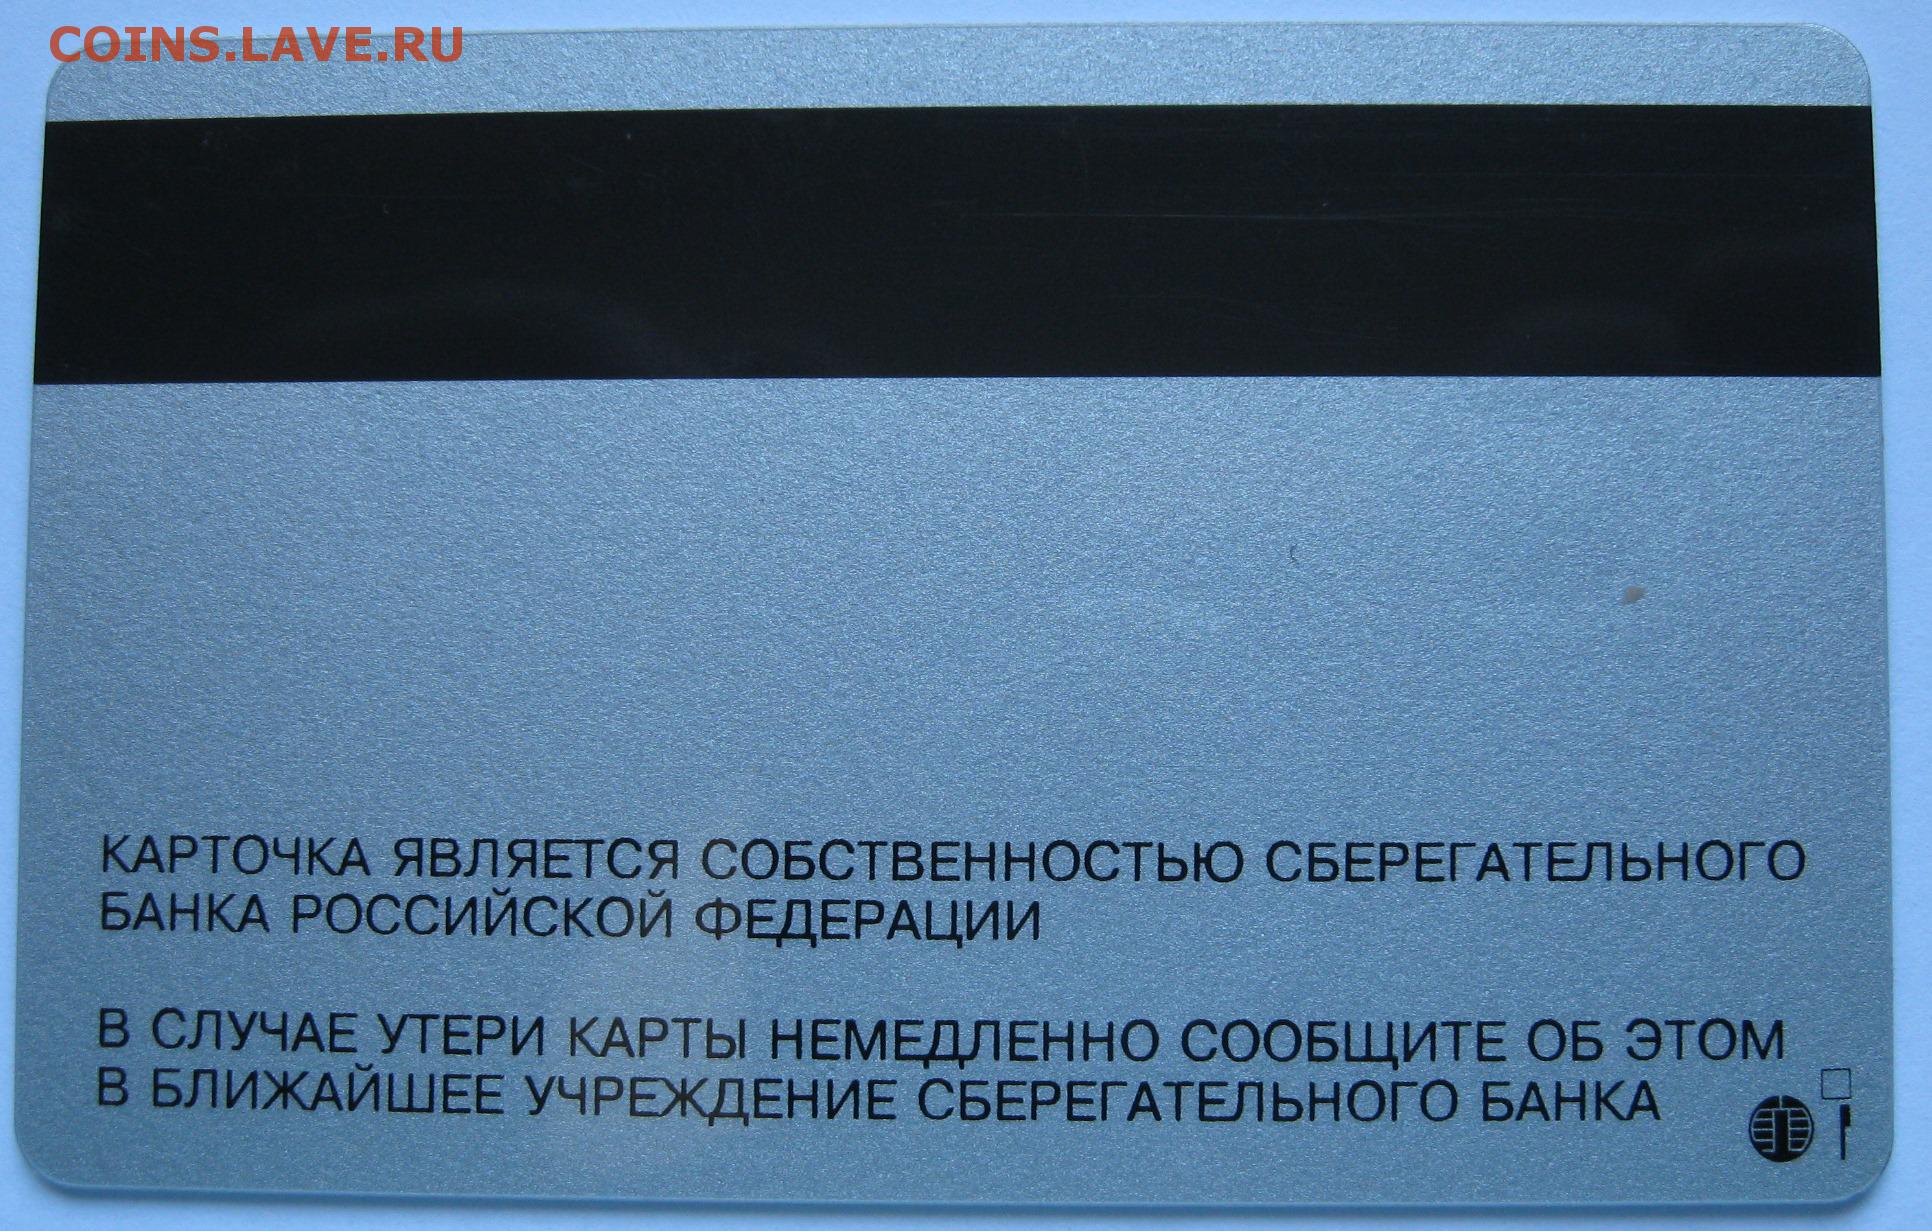 COINS.LAVE.RU
КАРТОЧКА ЯВЛЯЕТСЯ СОБСТВЕННОСТЬЮ СБЕРЕГАТЕЛЬНОГО
БАНКА РОССИЙСКОЙ ФЕДЕРАЦИИ
В СЛУЧАЕ УТЕРИ КАРТЫ НЕМЕДЛЕННО СООБЩИТЕ ОБ ЭТОМ
В БЛИЖАЙШЕЕ УЧРЕЖДЕНИЕ СБЕРЕГАТЕЛЬНОГО БАНКА